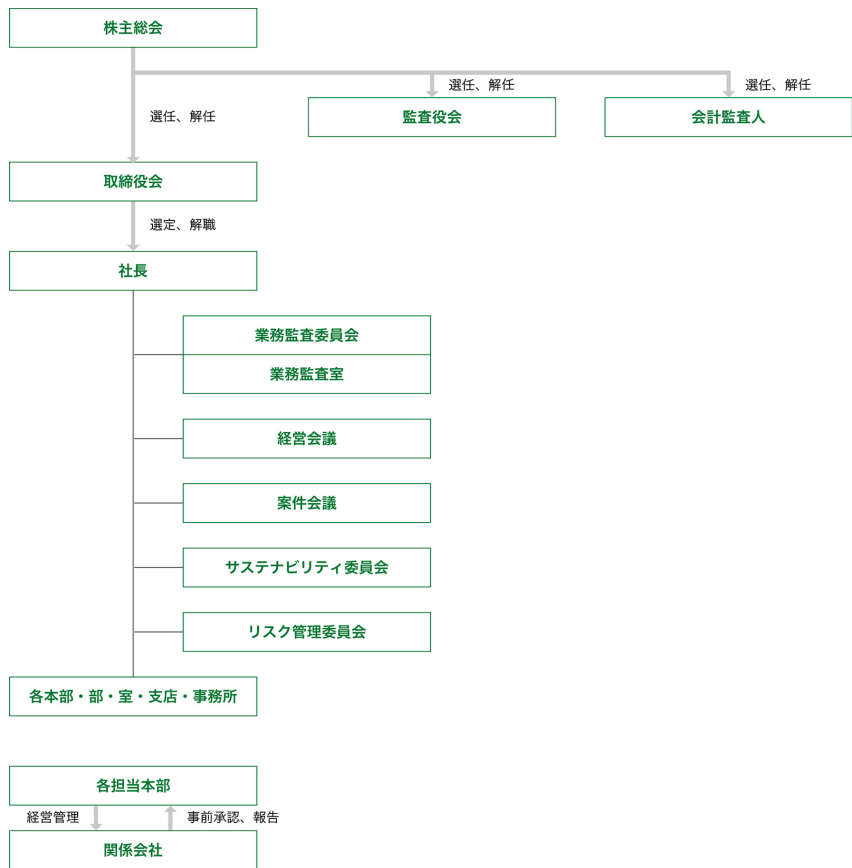 株主総会
選任、解任
選任、解任
監査役会
会計監査人
選任、解任
取締役会
選定、解職
社長
業務監査委員会
業務監査室
経営会議
案件会議
サステナビリティ委員会
リスク管理委員会
各本部・部・室・支店・事務所
各担当本部
経営管理
事前承認、報告
関係会社